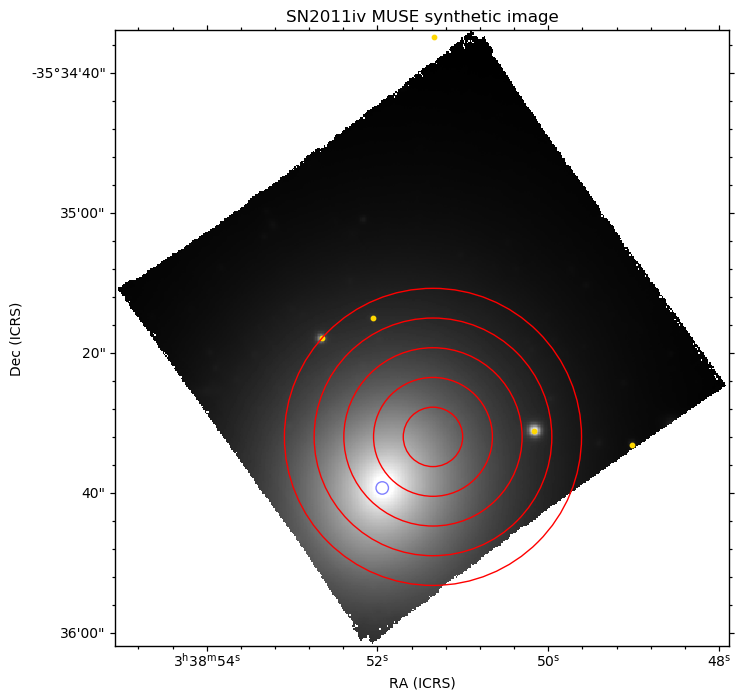 SN2011iv MUSE synthetic image
-35°34'40"
35'00"
20"
40"
36'00"
3ʰ38ᵐ54ˢ 52ˢ 50ˢ 48ˢ
RA (ICRS)
Dec (ICRS)